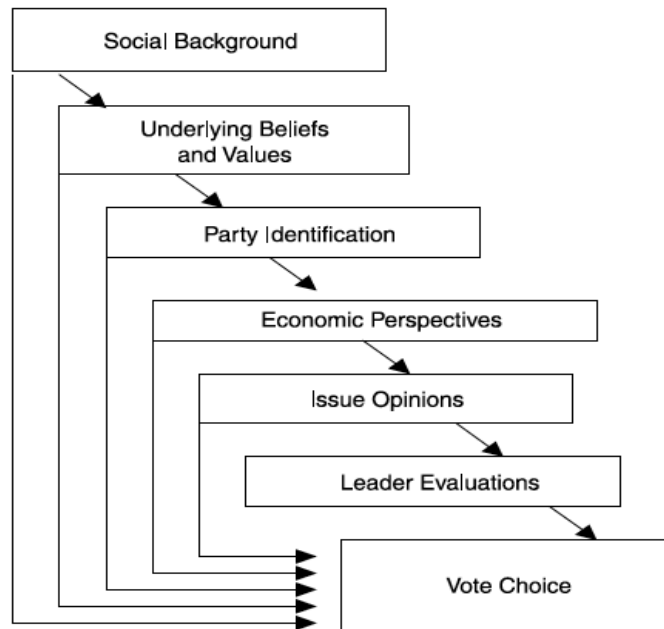 Social Background
Underlying Beliefs
and Values
Party Identification
Economic Perspectives
Issue Opinions
Leader Evaluations
Vote Choice